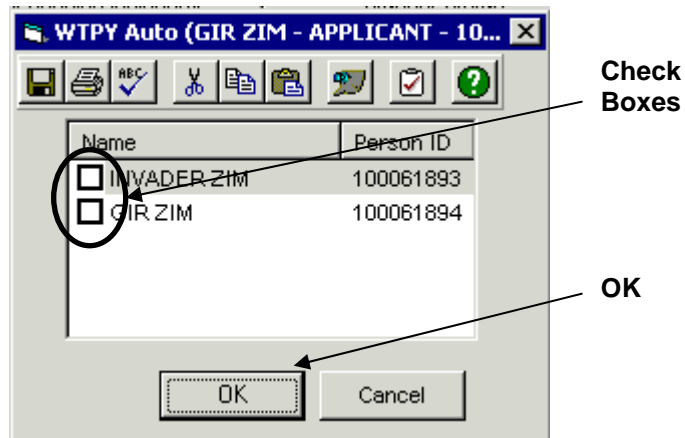 WTPY Auto (GIR ZIM - APPLICANT - 10...
ABC
Check
Boxes
Name Person ID
INVADER ZIM 100061893
GIR ZIM 100061894
OK
OK Cancel